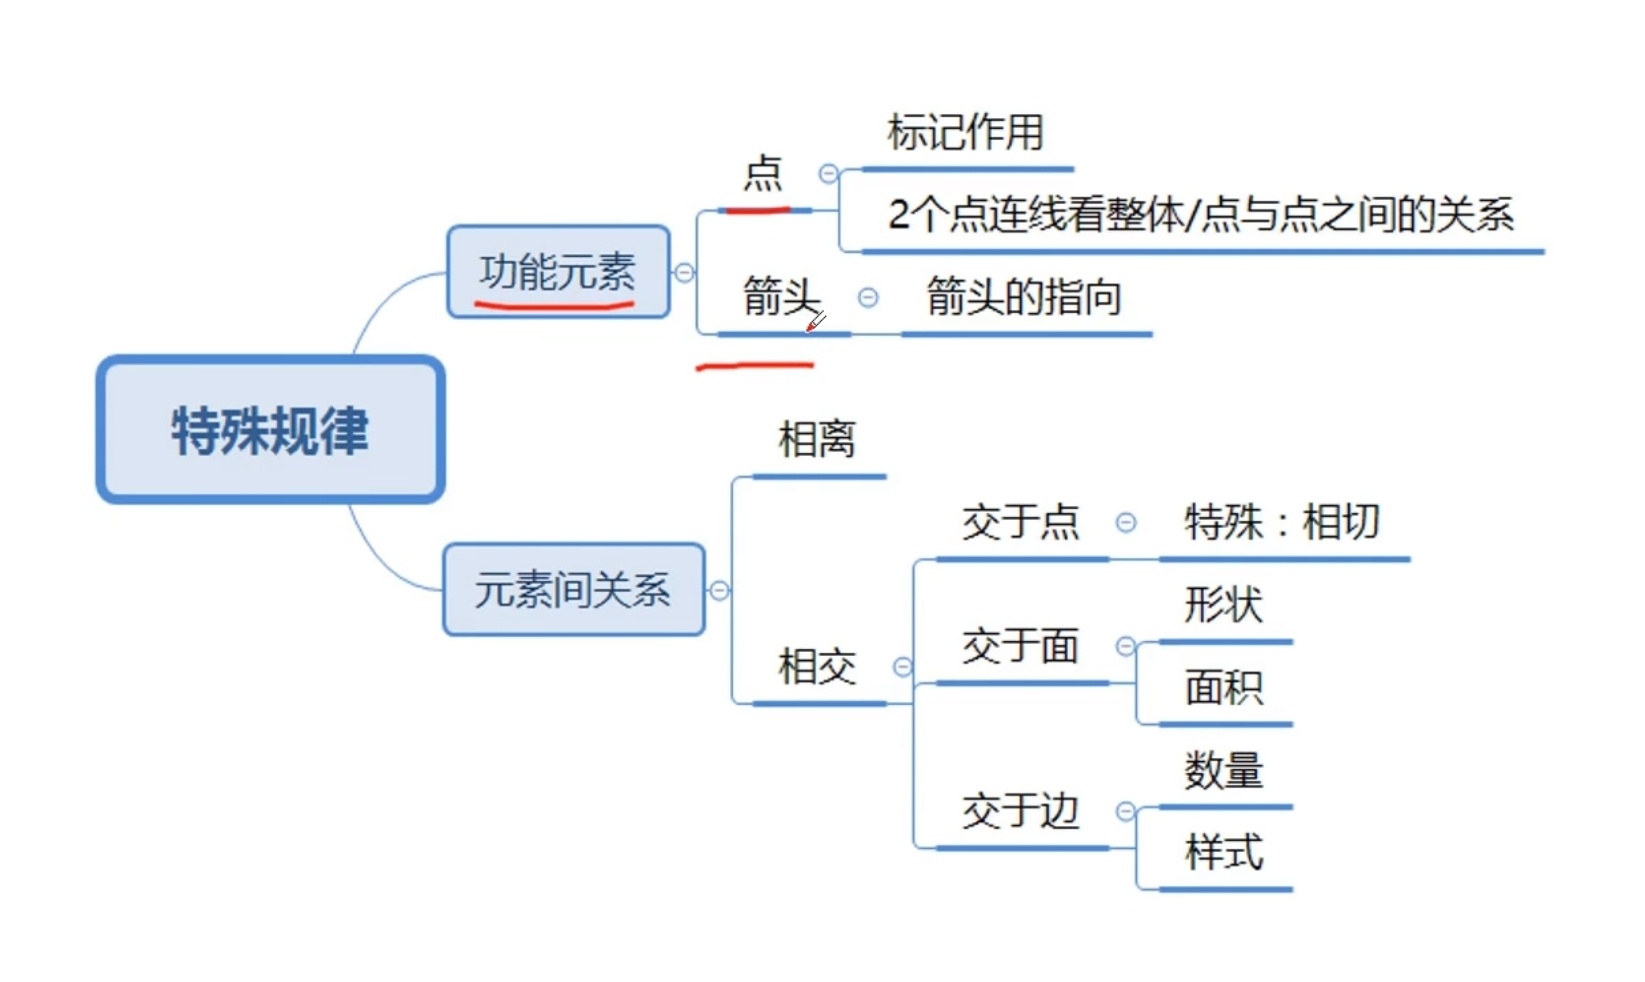 特殊规律
功能元素
点
标记作用
2个点连线看整体/点与点之间的关系
箭头
箭头的指向
元素间关系
相离
相交
交于点
特殊：相切
交于面
形状
面积
交于边
数量
样式